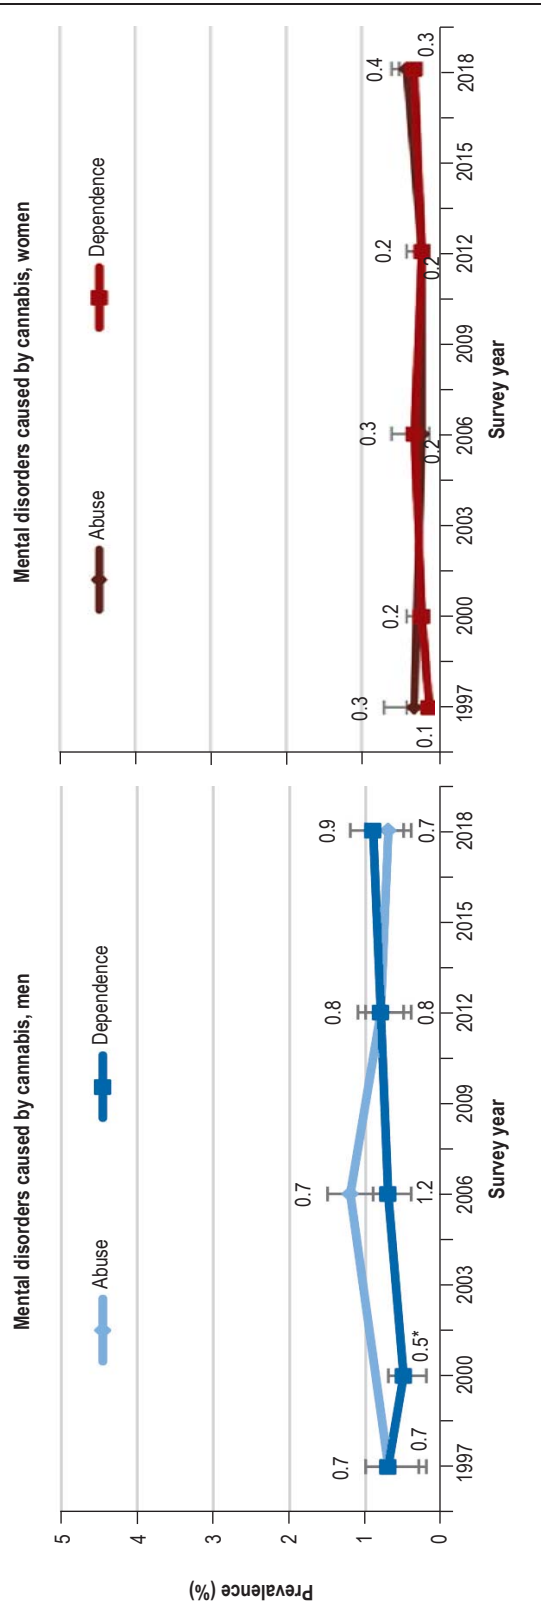 Mental disorders caused by cannabis, men
Abuse
Dependence
Prevalence (%)
5
4
3
2
1
0
0.7
0.7
0.5*
0.7
1.2
0.8
0.8
0.9
0.7
1997 2000 2003 2006 2009 2012 2015 2018
Survey year
Mental disorders caused by cannabis, women
Abuse
Dependence
0.3
0.1
0.2
0.3
0.2
0.2
0.2
0.4
0.3
1997 2000 2003 2006 2009 2012 2015 2018
Survey year